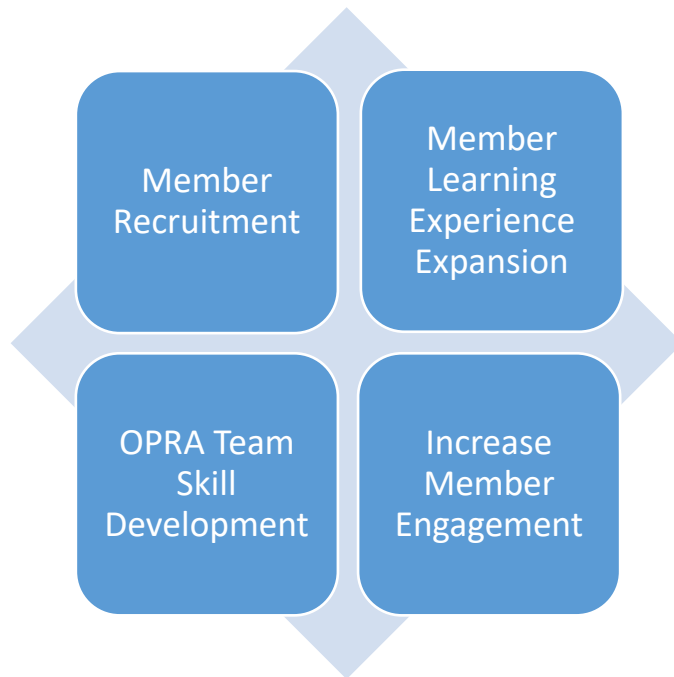 Member
Recruitment
Member
Learning
Experience
Expansion
OPRA Team
Skill
Development
Increase
Member
Engagement